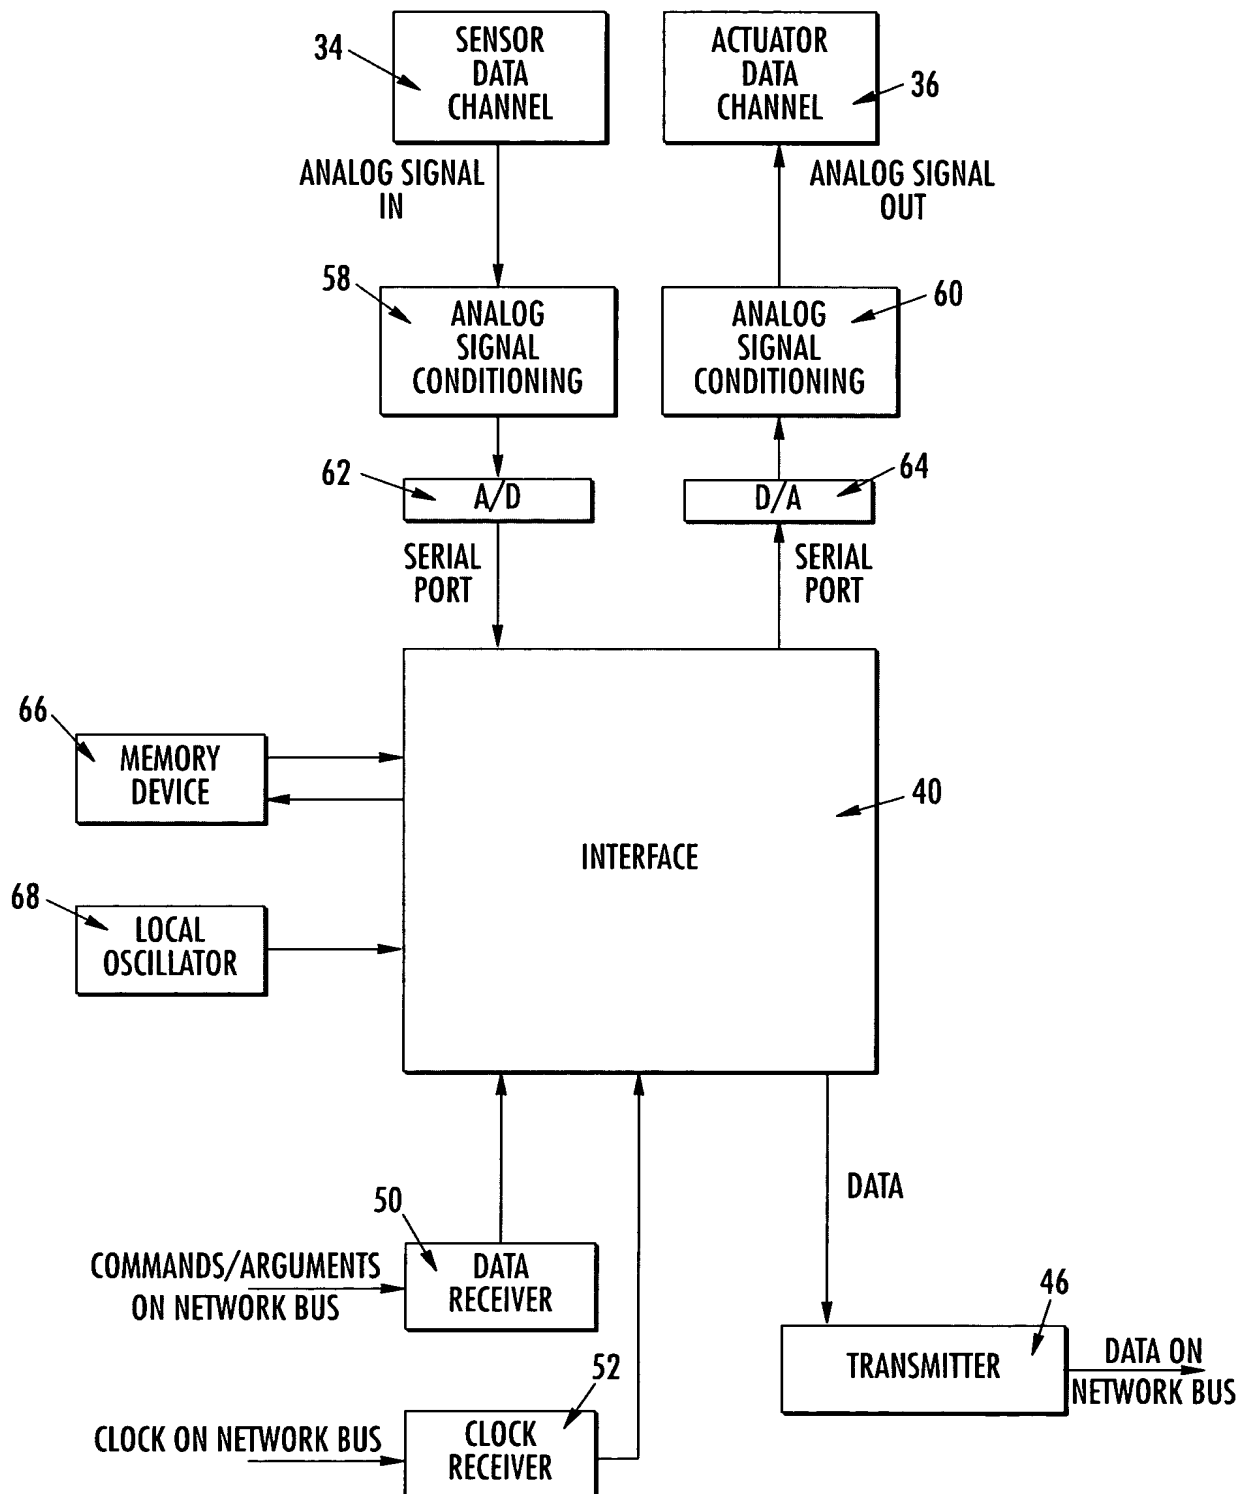 34
SENSOR
DATA
CHANNEL
ACTUATOR
DATA
CHANNEL
36
ANALOG SIGNAL
IN
ANALOG SIGNAL
OUT
58
ANALOG
SIGNAL
CONDITIONING
ANALOG
SIGNAL
CONDITIONING
60
62
A/D
D/A
64
SERIAL
PORT
SERIAL
PORT
66
MEMORY
DEVICE
40
INTERFACE
68
LOCAL
OSCILLATOR
DATA
50
COMMANDS/ARGUMENTS
ON NETWORK BUS
DATA
RECEIVER
46
TRANSMITTER
DATA ON
NETWORK BUS
52
CLOCK ON NETWORK BUS
CLOCK
RECEIVER